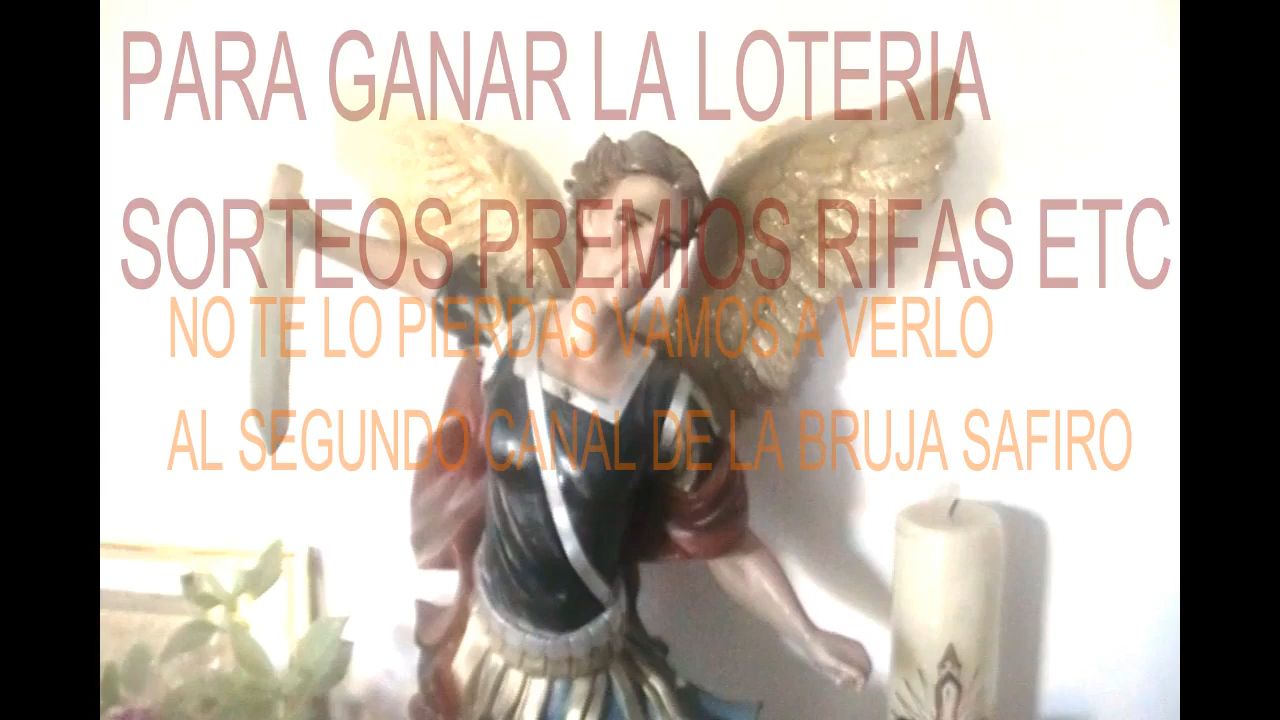 PARA GANAR LA LOTERIA
SORTEOS PREMIOS RIFAS ETC
NO TE LO PIERDAS VAMOS A VERLO
AL SEGUNDO CANAL DE LA BRUJA SAFIRO